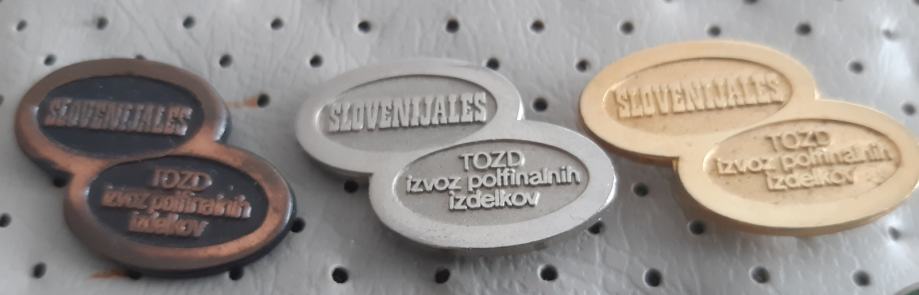 SLOVENIJALES
TOZD
izvoz polfinalnih
izdelkov
SLOVENIJALES
TOZD
izvoz polfinalnih
izdelkov
SLOVENIJALES
TOZD
izvoz polfinalnih
izdelkov